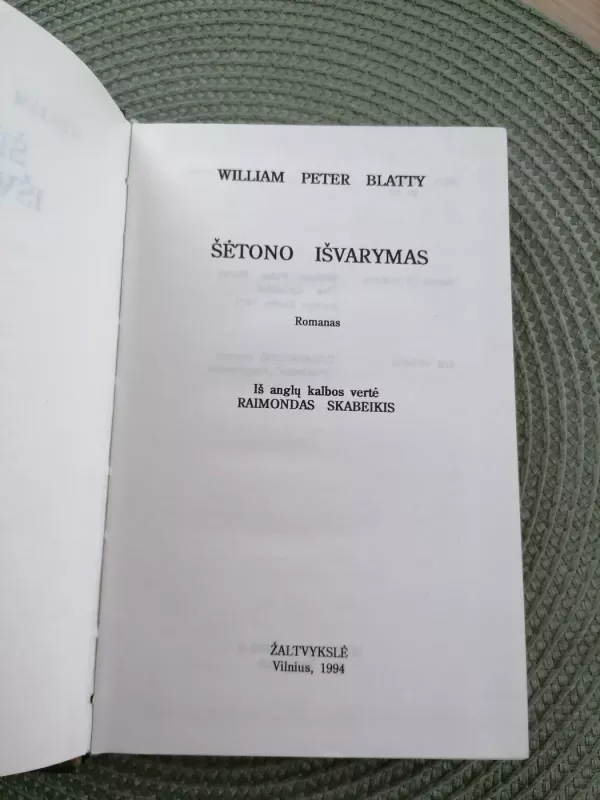 WILLIAM PETER BLATTY
ŠĖTONO IŠVARYMAS
Romanas
Iš anglų kalbos vertė
RAIMONDAS SKABEIKIS
ŽALTVYKSLĖ
Vilnius, 1994